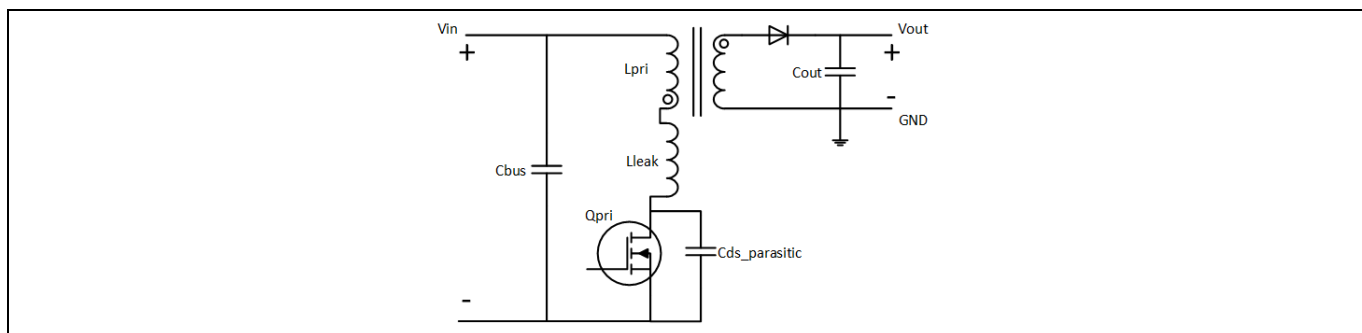 Vin
Vout
+
+
Lpri
Cout
-
GND
Cbus
Lleak
Qpri
Cds_parasitic
-